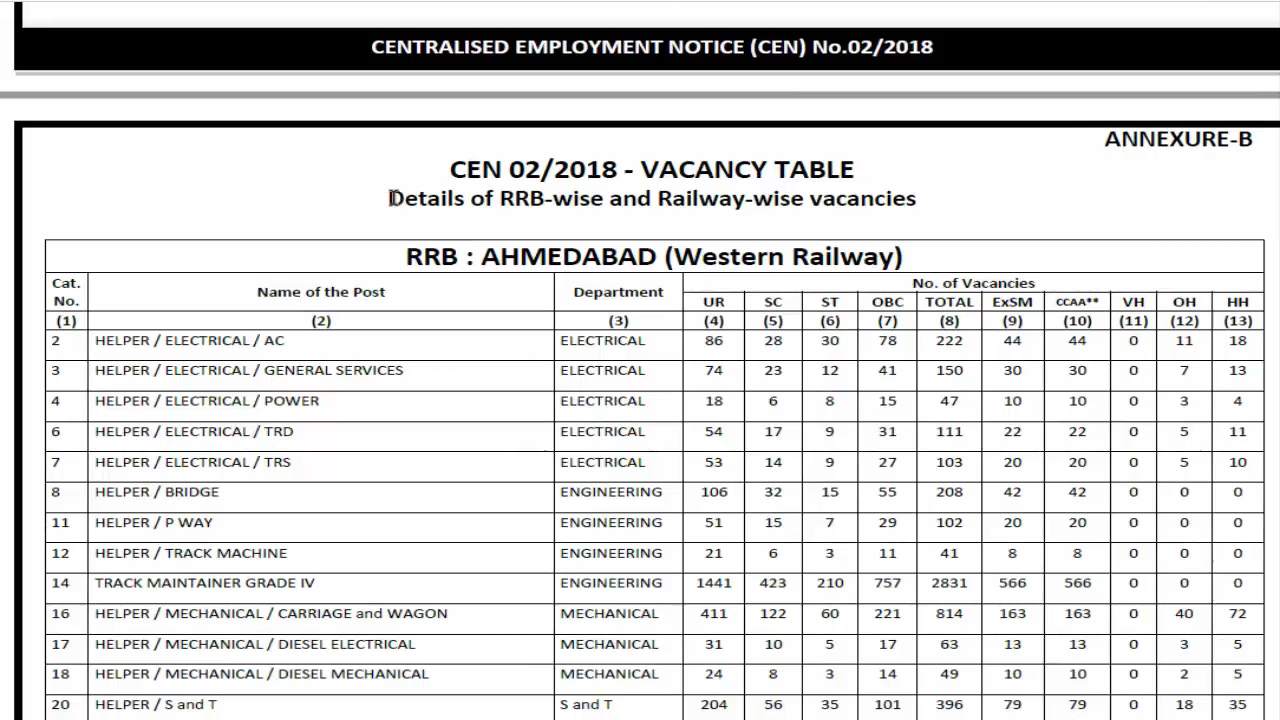 CENTRALISED EMPLOYMENT NOTICE (CEN) No.02/2018
ANNEXURE-B
CEN 02/2018 - VACANCY TABLE
Details of RRB-wise and Railway-wise vacancies
RRB : AHMEDABAD (Western Railway)
Cat. No. Name of the Post Department No. of Vacancies
UR SC ST OBC TOTAL ExSM CCAA** VH OH HH
(1) (2) (3) (4) (5) (6) (7) (8) (9) (10) (11) (12) (13)
2 HELPER / ELECTRICAL / AC ELECTRICAL 86 28 30 78 222 44 44 0 11 18
3 HELPER / ELECTRICAL / GENERAL SERVICES ELECTRICAL 74 23 12 41 150 30 30 0 7 13
4 HELPER / ELECTRICAL / POWER ELECTRICAL 18 6 8 15 47 10 10 0 3 4
6 HELPER / ELECTRICAL / TRD ELECTRICAL 54 17 9 31 111 22 22 0 5 11
7 HELPER / ELECTRICAL / TRS ELECTRICAL 53 14 9 27 103 20 20 0 5 10
8 HELPER / BRIDGE ENGINEERING 106 32 15 55 208 42 42 0 0 0
11 HELPER / P WAY ENGINEERING 51 15 7 29 102 20 20 0 0 0
12 HELPER / TRACK MACHINE ENGINEERING 21 6 3 11 41 8 8 0 0 0
14 TRACK MAINTAINER GRADE IV ENGINEERING 1441 423 210 757 2831 566 566 0 0 0
16 HELPER / MECHANICAL / CARRIAGE and WAGON MECHANICAL 411 122 60 221 814 163 163 0 40 72
17 HELPER / MECHANICAL / DIESEL ELECTRICAL MECHANICAL 31 10 5 17 63 13 13 0 3 5
18 HELPER / MECHANICAL / DIESEL MECHANICAL MECHANICAL 24 8 3 14 49 10 10 0 2 5
20 HELPER / S and T S and T 204 56 35 101 396 79 79 0 18 35